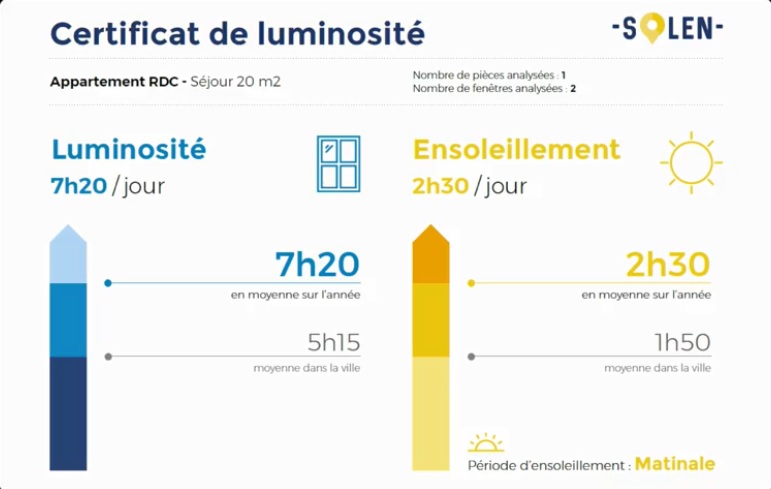 Certificat de luminosité
-SOLEN-
Appartement RDC - Séjour 20 m2
Nombre de pièces analysées : 1
Nombre de fenêtres analysées : 2
Luminosité
7h20 / jour
7h20
en moyenne sur l'année
5h15
moyenne dans la ville
Ensoleillement
2h30 / jour
2h30
en moyenne sur l'année
1h50
moyenne dans la ville
Période d'ensoleillement : Matinale